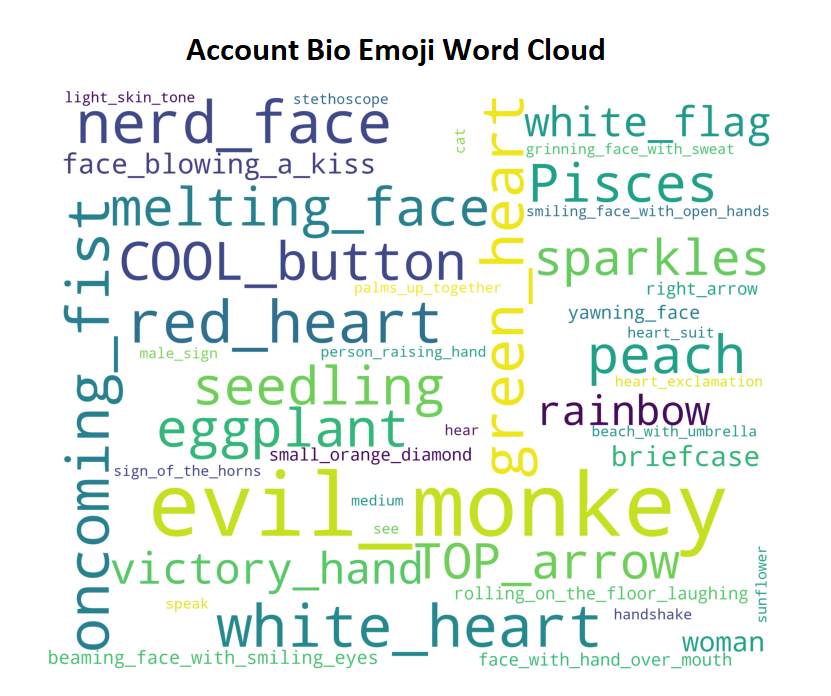 Account Bio Emoji Word Cloud
light_skin_tone
stethoscope
nerd_face
cat
green_heart
white_flag
grinning_face_with_sweat
face_blowing_a_kiss
Pisces
melting_face
smiling_face_with_open_hands
oncoming_fist
COOL_button
sparkles
palms_up_together
right_arrow
red_heart
yawning_face
heart_suit
male_sign
person_raising_hand
peach
seedling
heart_exclamation
rainbow
eggplant
hear
beach_with_umbrella
small_orange_diamond
briefcase
sign_of_the_horns
evil_monkey
medium
see
victory_hand
TOP_arrow
sunflower
rolling_on_the_floor_laughing
speak
white_heart
handshake
woman
beaming_face_with_smiling_eyes
face_with_hand_over_mouth